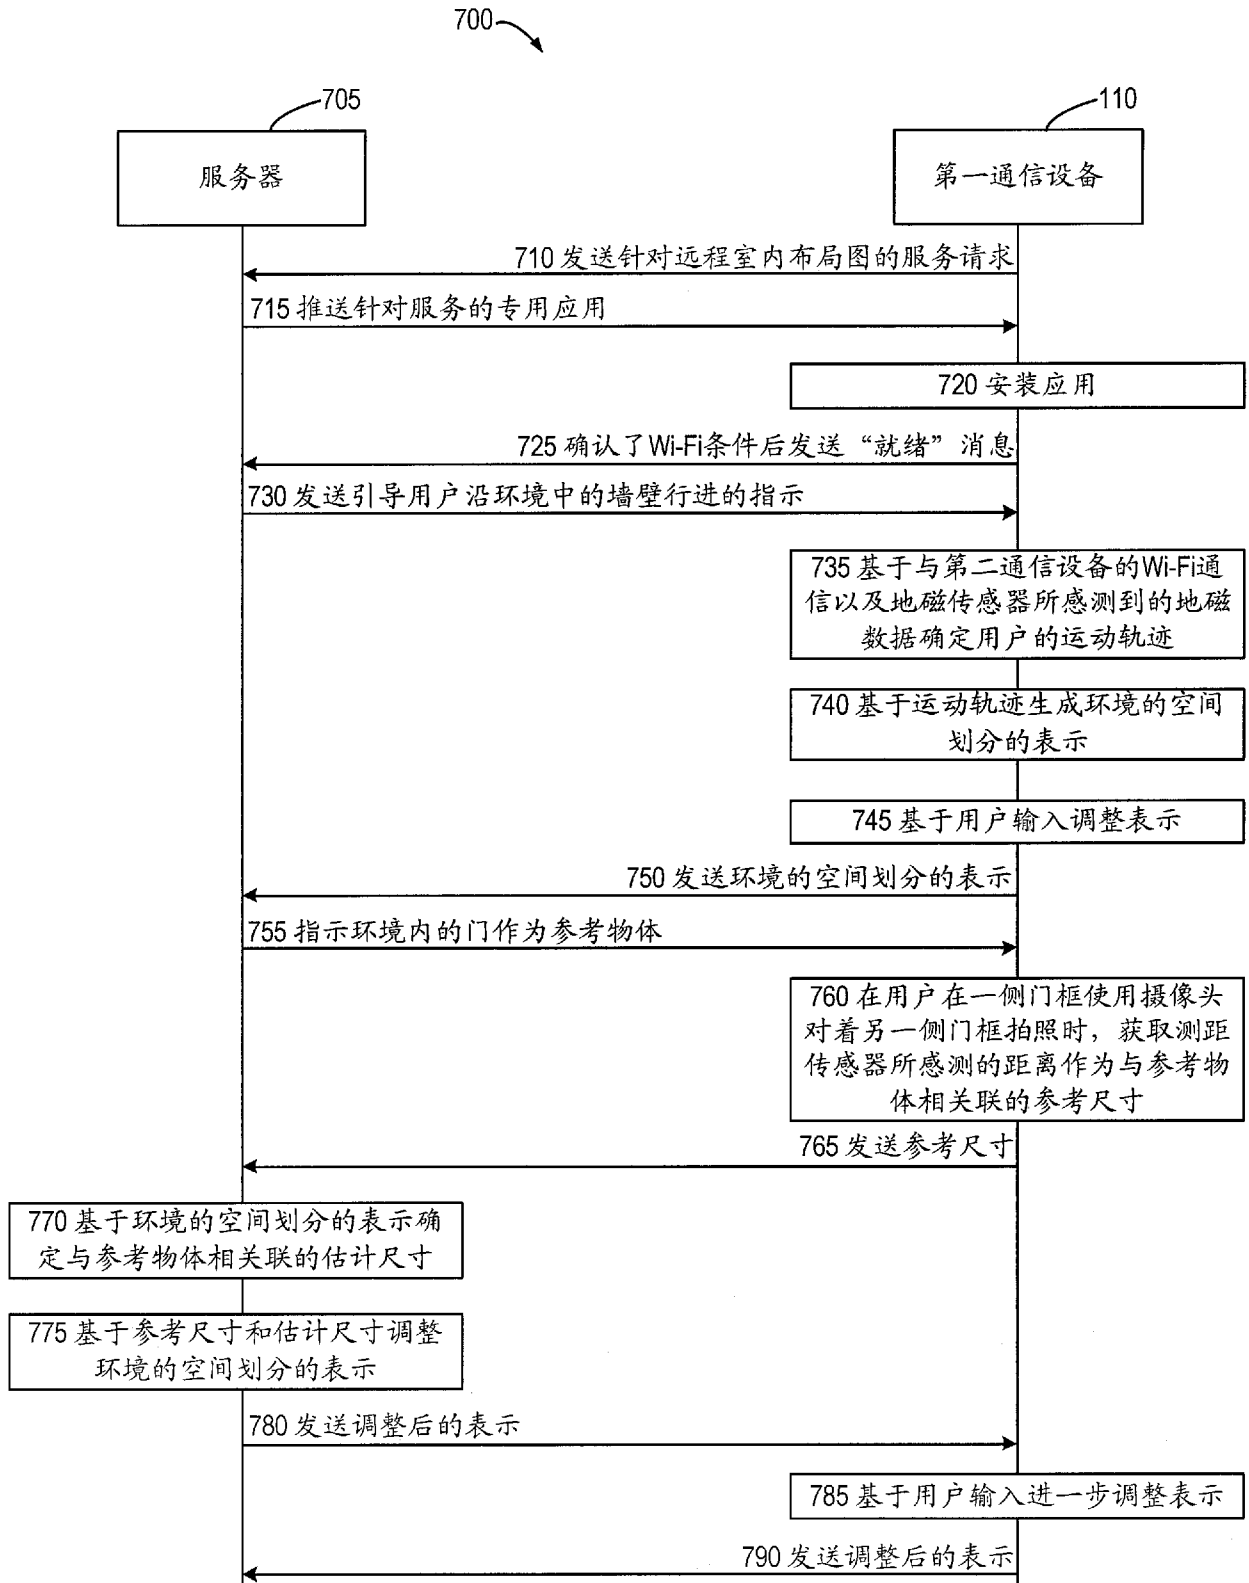 700
705
110
服务器
第一通信设备
710 发送针对远程室内布局图的服务请求
715 推送针对服务的专用应用
720 安装应用
725 确认了Wi-Fi条件后发送“就绪”消息
730 发送引导用户沿环境中的墙壁行进的指示
735 基于与第二通信设备的Wi-Fi通
信以及地磁传感器所感测到的地磁
数据确定用户的运动轨迹
740 基于运动轨迹生成环境的空间
划分的表示
745 基于用户输入调整表示
750 发送环境的空间划分的表示
755 指示环境内的门作为参考物体
760 在用户在一侧门框使用摄像头
对着另一侧门框拍照时，获取测距
传感器所感测的距离作为与参考物
体相关联的参考尺寸
765 发送参考尺寸
770 基于环境的空间划分的表示确
定与参考物体相关联的估计尺寸
775 基于参考尺寸和估计尺寸调整
环境的空间划分的表示
780 发送调整后的表示
785 基于用户输入进一步调整表示
790 发送调整后的表示